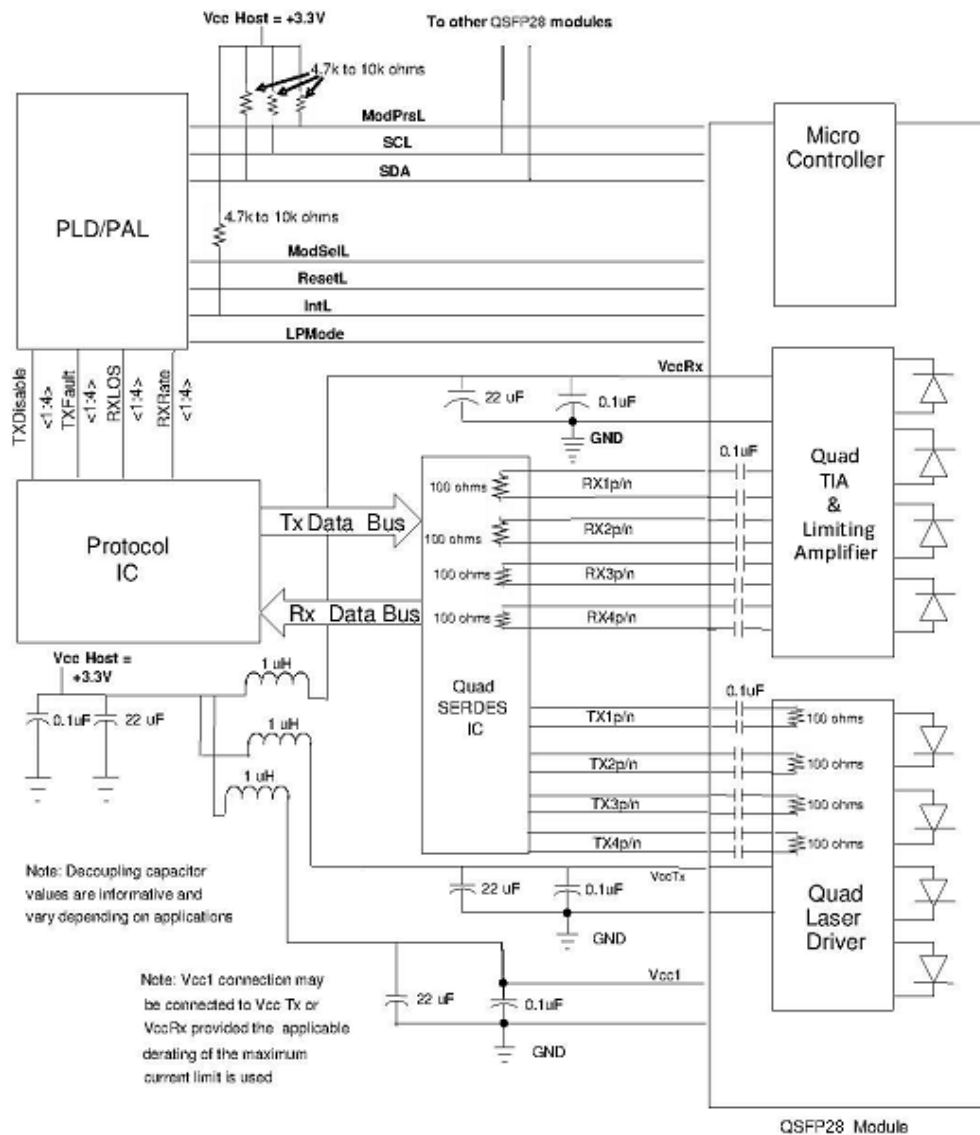 Vcc Host = +3.3V
To other QSFP28 modules
4.7k to 10k ohms
ModPrsL
SCL
SDA
Micro
Controller
PLD/PAL
4.7k to 10k ohms
ModSelL
ResetL
IntL
LPMode
TXDisable
<1:4>
TXFault
<1:4>
RXLOS
<1:4>
RXRate
<1:4>
VccRx
22 uF
0.1uF
GND
0.1uF
100 ohms
RX1p/n
100 ohms
RX2p/n
100 ohms
RX3p/n
100 ohms
RX4p/n
Quad
TIA
&
Limiting
Amplifier
Protocol
IC
Tx Data Bus
Rx Data Bus
Vcc Host =
+3.3V
0.1uF
22 uF
1 uH
1 uH
1 uH
Quad
SERDES
IC
0.1uF
TX1p/n
100 ohms
TX2p/n
100 ohms
TX3p/n
100 ohms
TX4p/n
100 ohms
VccTx
22 uF
0.1uF
GND
Quad
Laser
Driver
Note: Decoupling capacitor
values are informative and
vary depending on applications
Note: Vcc1 connection may
be connected to Vcc Tx or
VccRx provided the applicable
derating of the maximum
current limit is used
Vcc1
22 uF
0.1uF
GND
QSFP28 Module